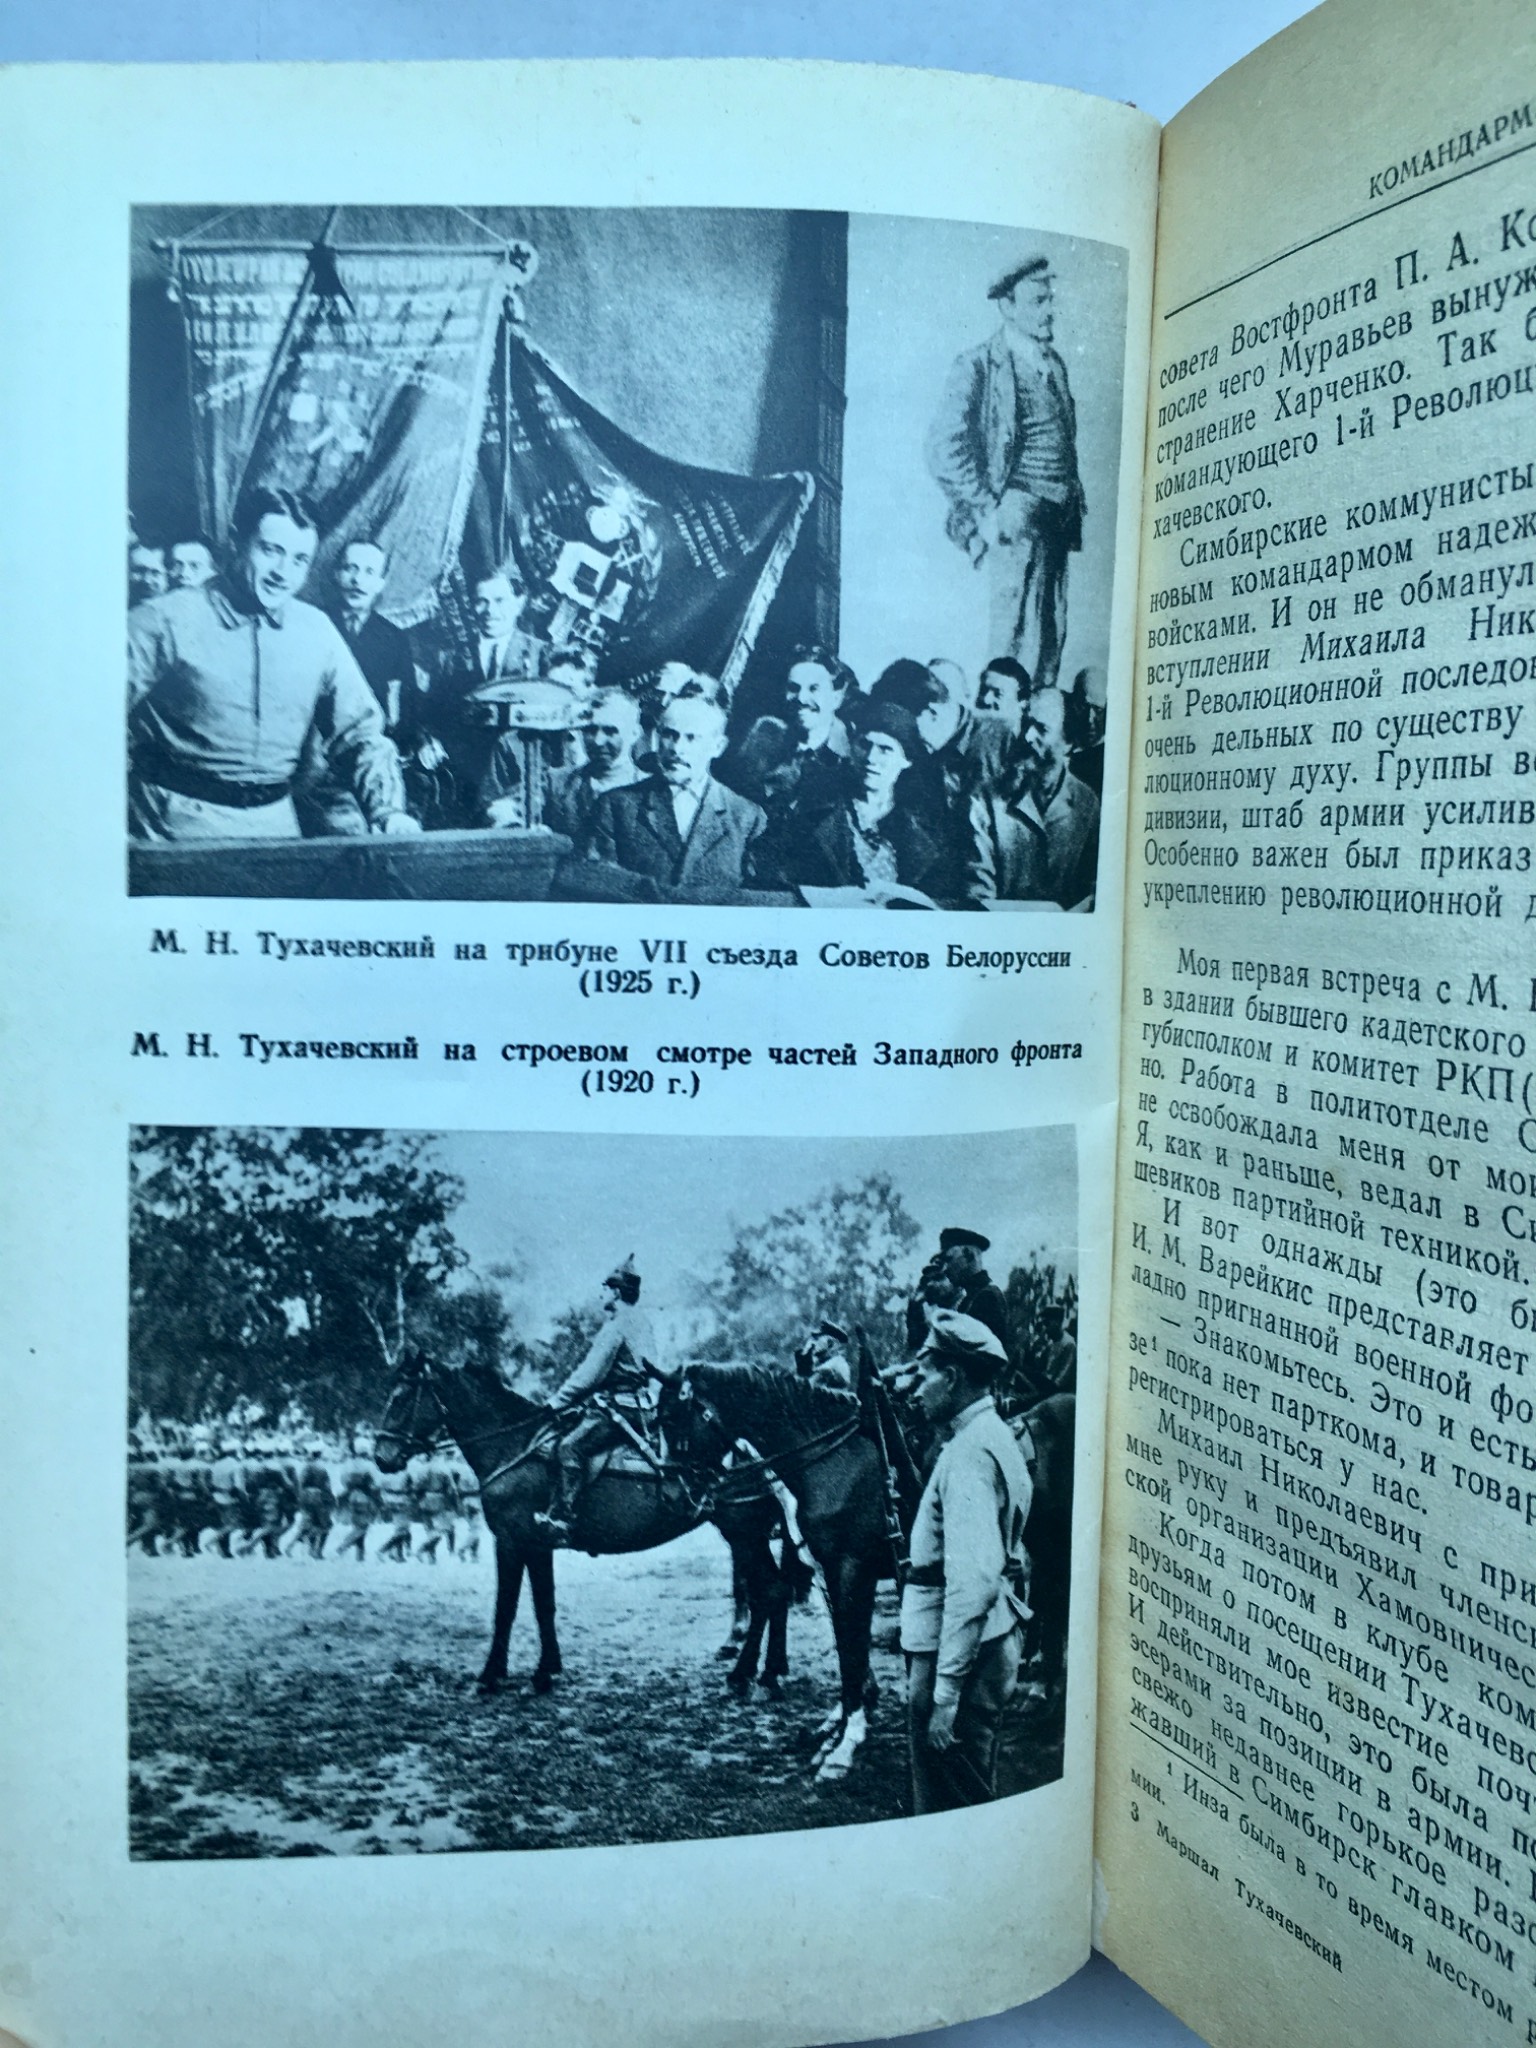 М. Н. Тухачевский на трибуне VII съезда Советов Белоруссии
(1925 г.)
М. Н. Тухачевский на строевом смотре частей Западного фронта
(1920 г.)
КОМАНДАРМ
совета Востфронта П. А. Ко
после чего Муравьев вынуж
странение Харченко. Так б
командующего 1-й Революц
хачевского.
Симбирские коммунисты
новым командармом надеж
войсками. И он не обманул
вступлении Михаила Ник
1-й Революционной последов
очень дельных по существу
люционному духу. Группы во
дивизии, штаб армии усилив
Особенно важен был приказ
укреплению революционной д
Моя первая встреча с М.
в здании бывшего кадетского
губисполком и комитет РКП(
но. Работа в политотделе С
не освобождала меня от мои
Я, как и раньше, ведал в Си
шевиков партийной техникой.
И вот однажды (это бы
И. М. Варейкис представляет
ладно пригнанной военной фо
— Знакомьтесь. Это и есть
зе¹ пока нет парткома, и товар
регистрироваться у нас.
Михаил Николаевич с при
мне руку и предъявил членск
ской организации Хамовничес
Когда потом в клубе ком
друзьям о посещении Тухачевс
восприняли мое известие поч
И действительно, это была по
эсерами за позиции в армии.
свежо недавнее горькое разо
жавший в Симбирск главком
¹ Инза была в то время местом р
мии.
3 Маршал Тухачевский